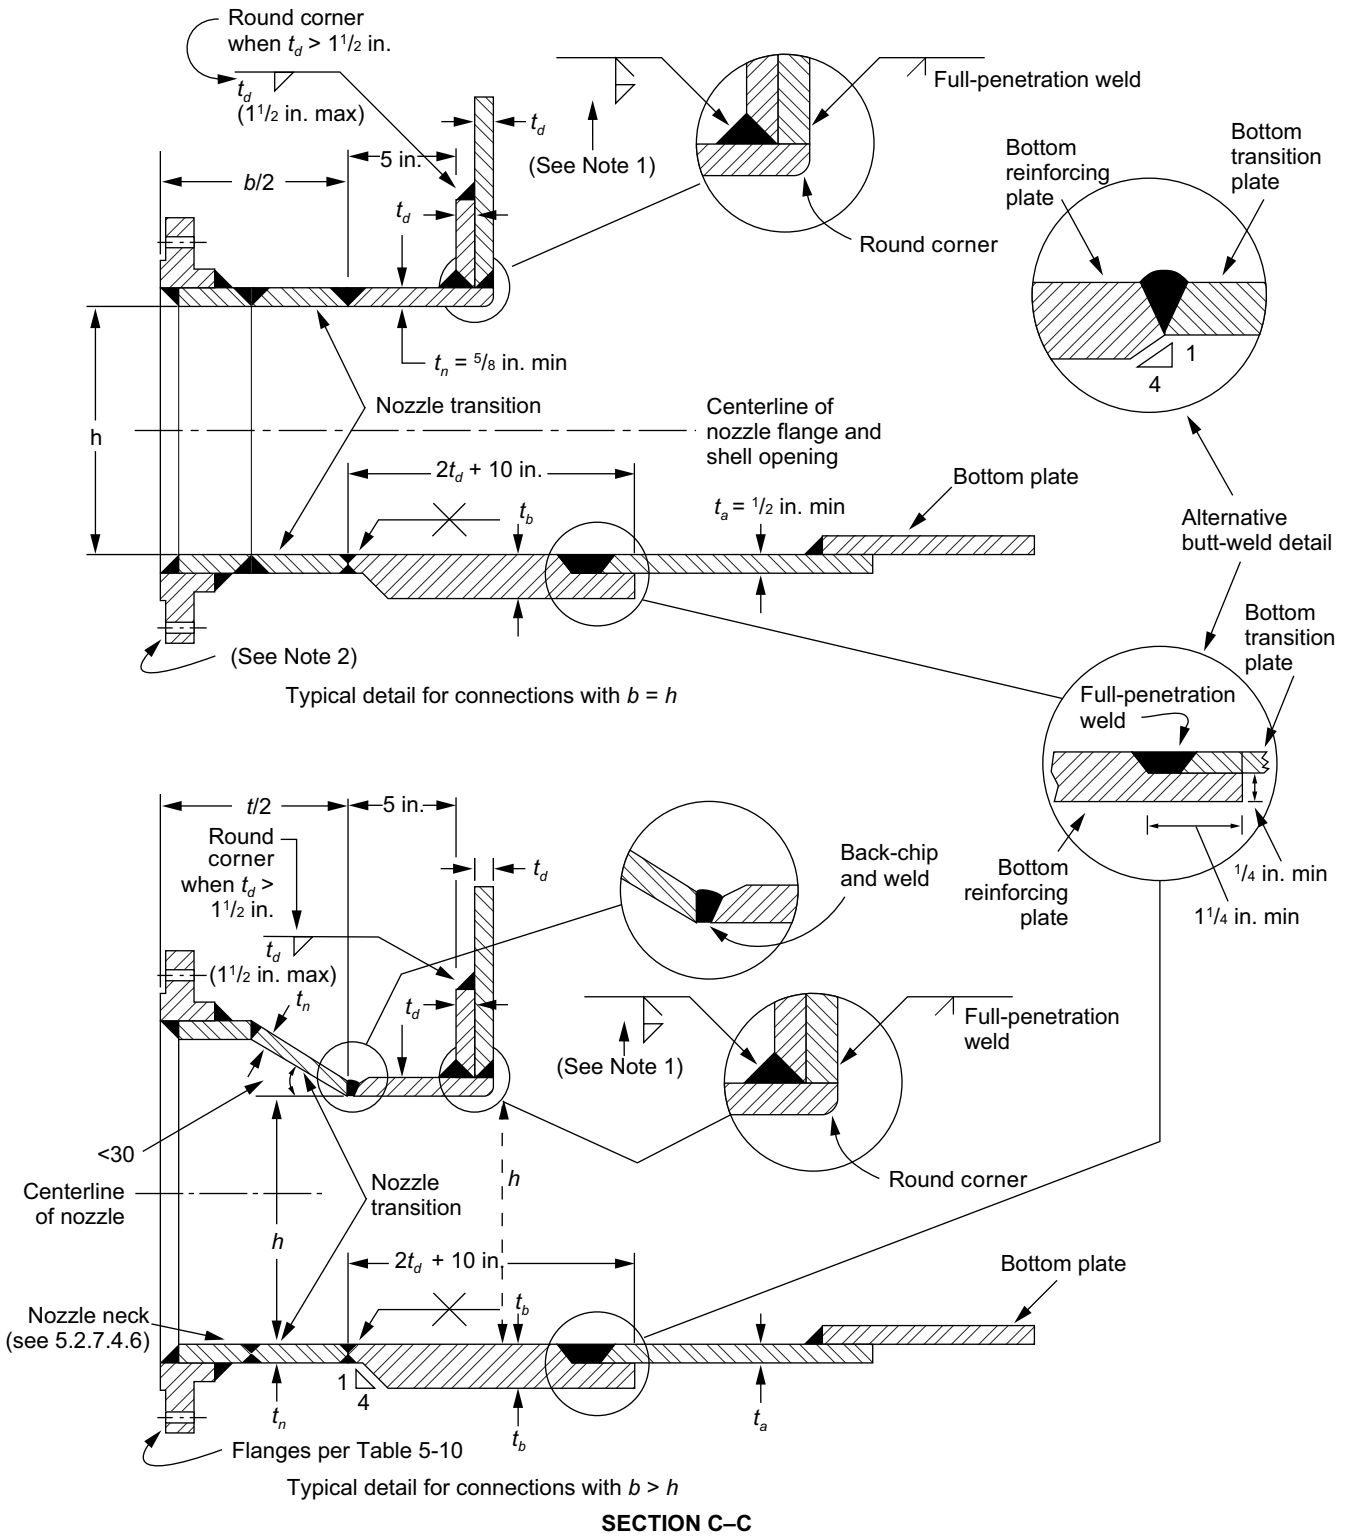 Round corner
when t_d > 1 1/2 in.
t_d
(1 1/2 in. max)
5 in.
t_d
b/2
t_d
(See Note 1)
Full-penetration weld
Round corner
Bottom
reinforcing
plate
Bottom
transition
plate
1
4
t_n = 5/8 in. min
h
Nozzle transition
Centerline of
nozzle flange and
shell opening
2t_d + 10 in.
t_b
t_a = 1/2 in. min
Bottom plate
Alternative
butt-weld detail
(See Note 2)
Typical detail for connections with b = h
Bottom
transition
plate
Full-penetration
weld
Bottom
reinforcing
plate
1/4 in. min
1 1/4 in. min
t/2
5 in.
Round
corner
when t_d >
1 1/2 in.
t_d
t_d
(1 1/2 in. max)
t_n
t_d
Back-chip
and weld
(See Note 1)
Full-penetration
weld
Round corner
<30
Centerline
of nozzle
Nozzle
transition
h
h
2t_d + 10 in.
t_b
Bottom plate
Nozzle neck
(see 5.2.7.4.6)
1
4
t_n
t_b
t_a
Flanges per Table 5-10
Typical detail for connections with b > h
SECTION C–C